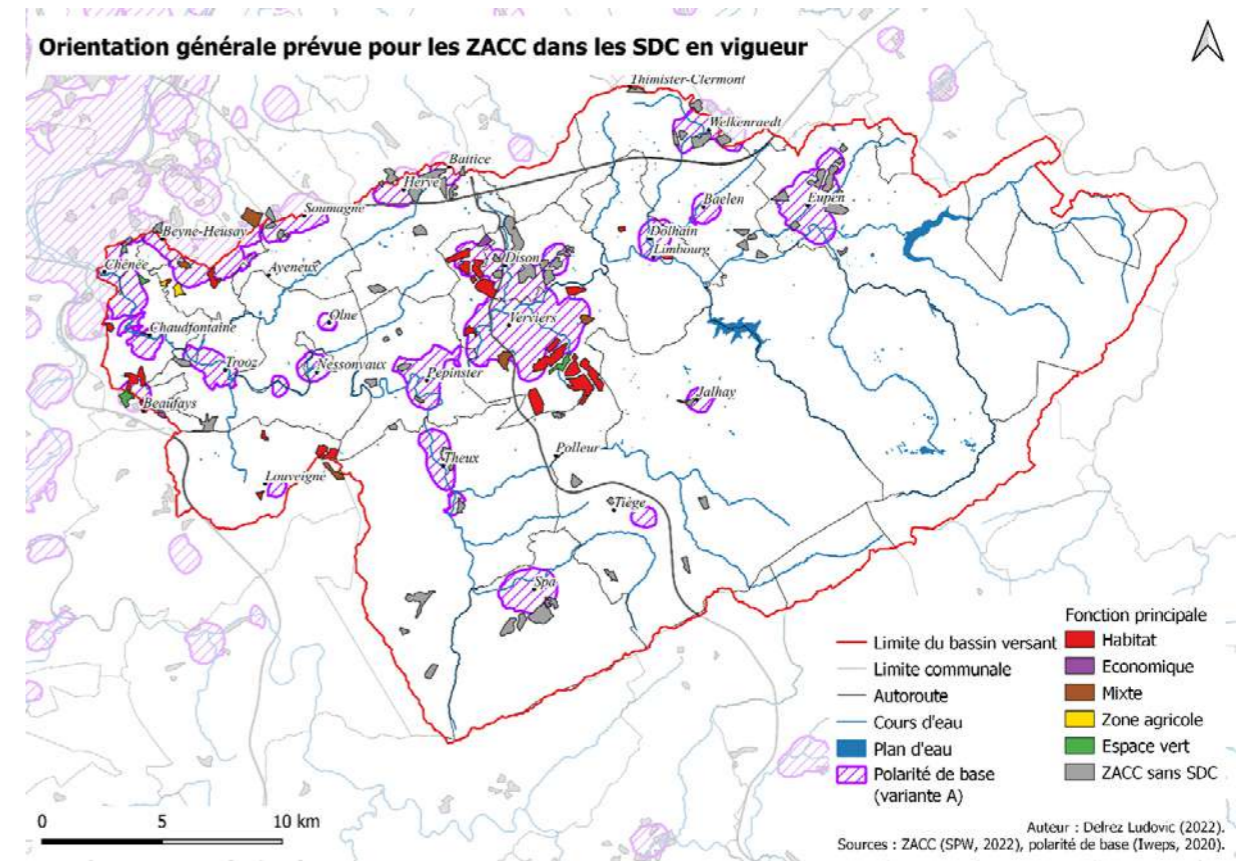 Orientation générale prévue pour les ZACC dans les SDC en vigueur
Thimister-Clermont
Welkenraedt
Battice
Herve
Baelen
Eupen
Soumagne
Beyne-Heusay
Dolhain
Limbourg
Dison
Ayeneux
Chênée
Olne
Verviers
Chaudfontaine
Trooz
Nessonvaux
Pepinster
Jalhay
Beaufays
Polleur
Theux
Louveigné
Tiège
Spa
Limite du bassin versant
Limite communale
Autoroute
Cours d'eau
Plan d'eau
Polarité de base
(variante A)
Fonction principale
Habitat
Economique
Mixte
Zone agricole
Espace vert
ZACC sans SDC
0 5 10 km
Auteur : Delrez Ludovic (2022).
Sources : ZACC (SPW, 2022), polarité de base (Iweps, 2020).